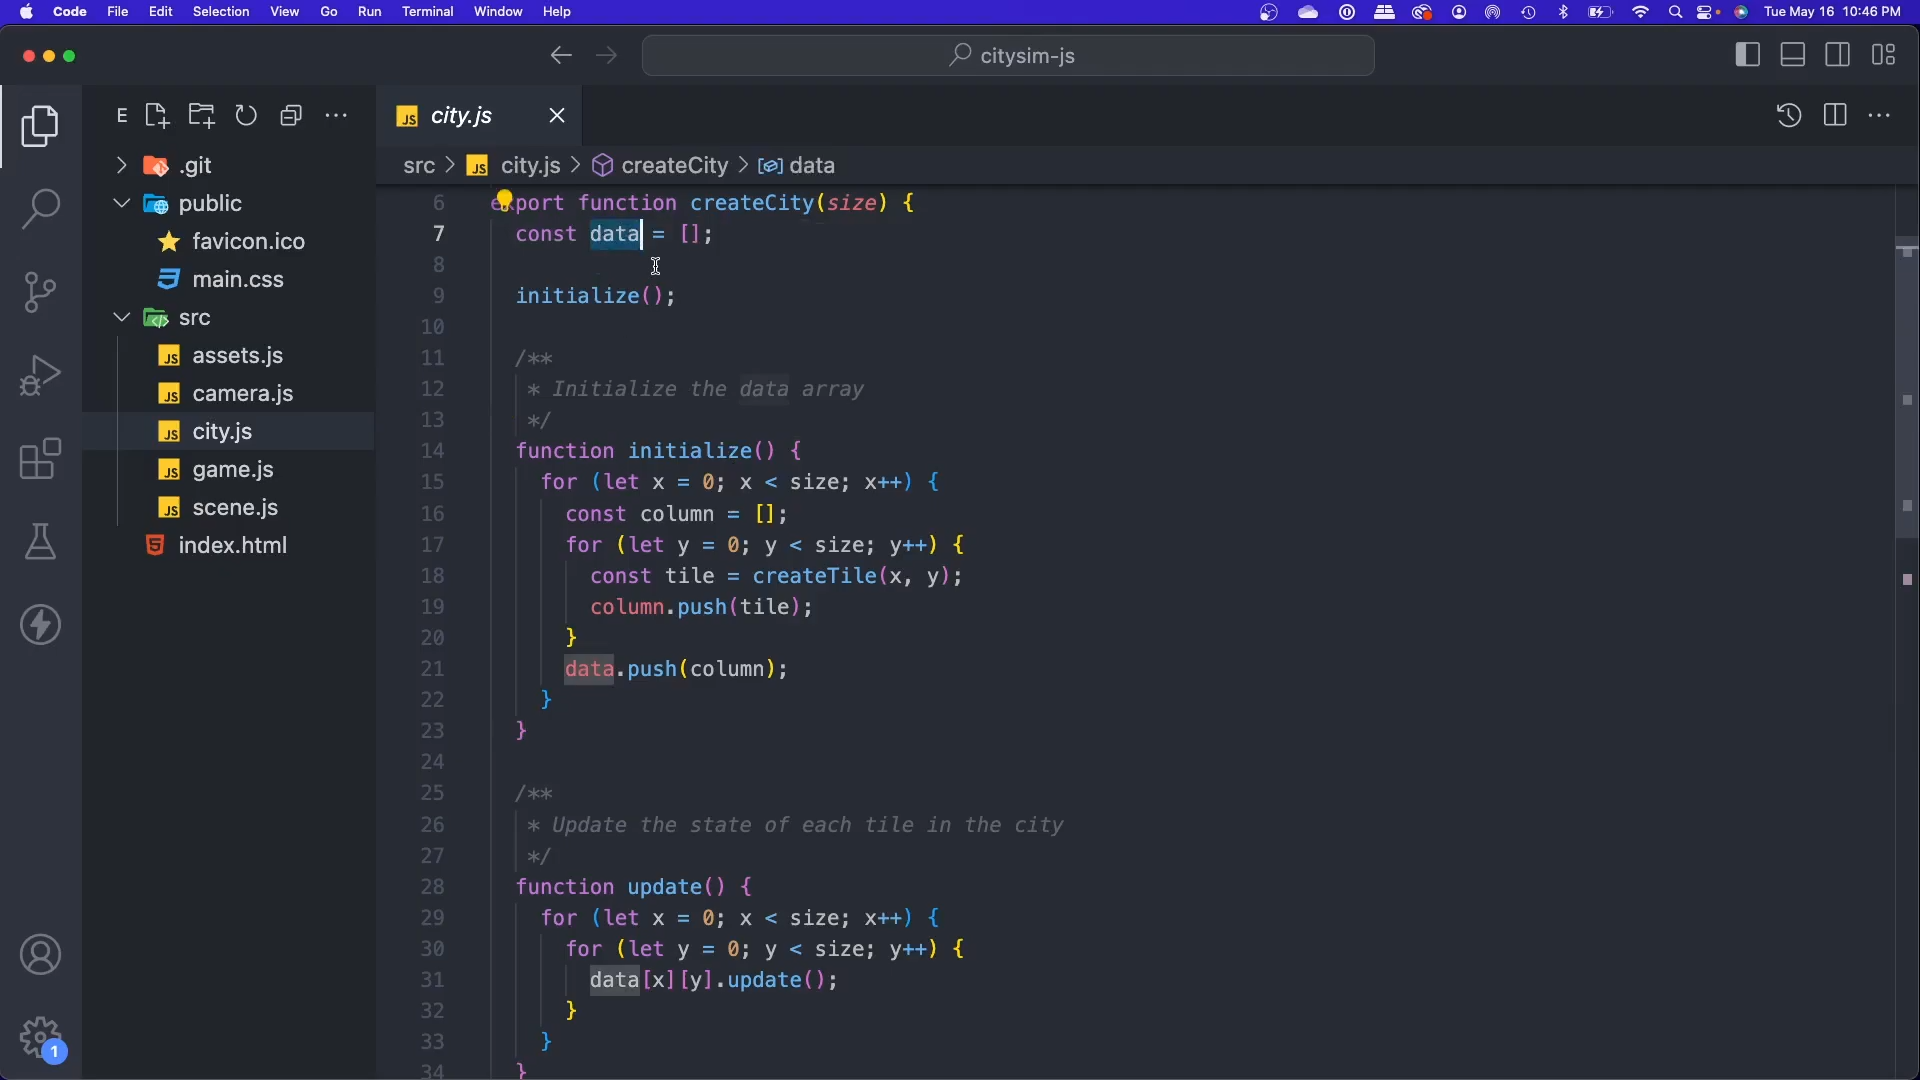 Code File Edit Selection View Go Run Terminal Window Help Tue May 16 10:46 PM
citysim-js
E
JS city.js
.git
public
favicon.ico
main.css
src
JS assets.js
JS camera.js
JS city.js
JS game.js
JS scene.js
index.html
1
src > JS city.js > createCity > data
6 export function createCity(size) {
7 const data = [];
8
9 initialize();
10
11 /**
12 * Initialize the data array
13 */
14 function initialize() {
15 for (let x = 0; x < size; x++) {
16 const column = [];
17 for (let y = 0; y < size; y++) {
18 const tile = createTile(x, y);
19 column.push(tile);
20 }
21 data.push(column);
22 }
23 }
24
25 /**
26 * Update the state of each tile in the city
27 */
28 function update() {
29 for (let x = 0; x < size; x++) {
30 for (let y = 0; y < size; y++) {
31 data[x][y].update();
32 }
33 }
34 }